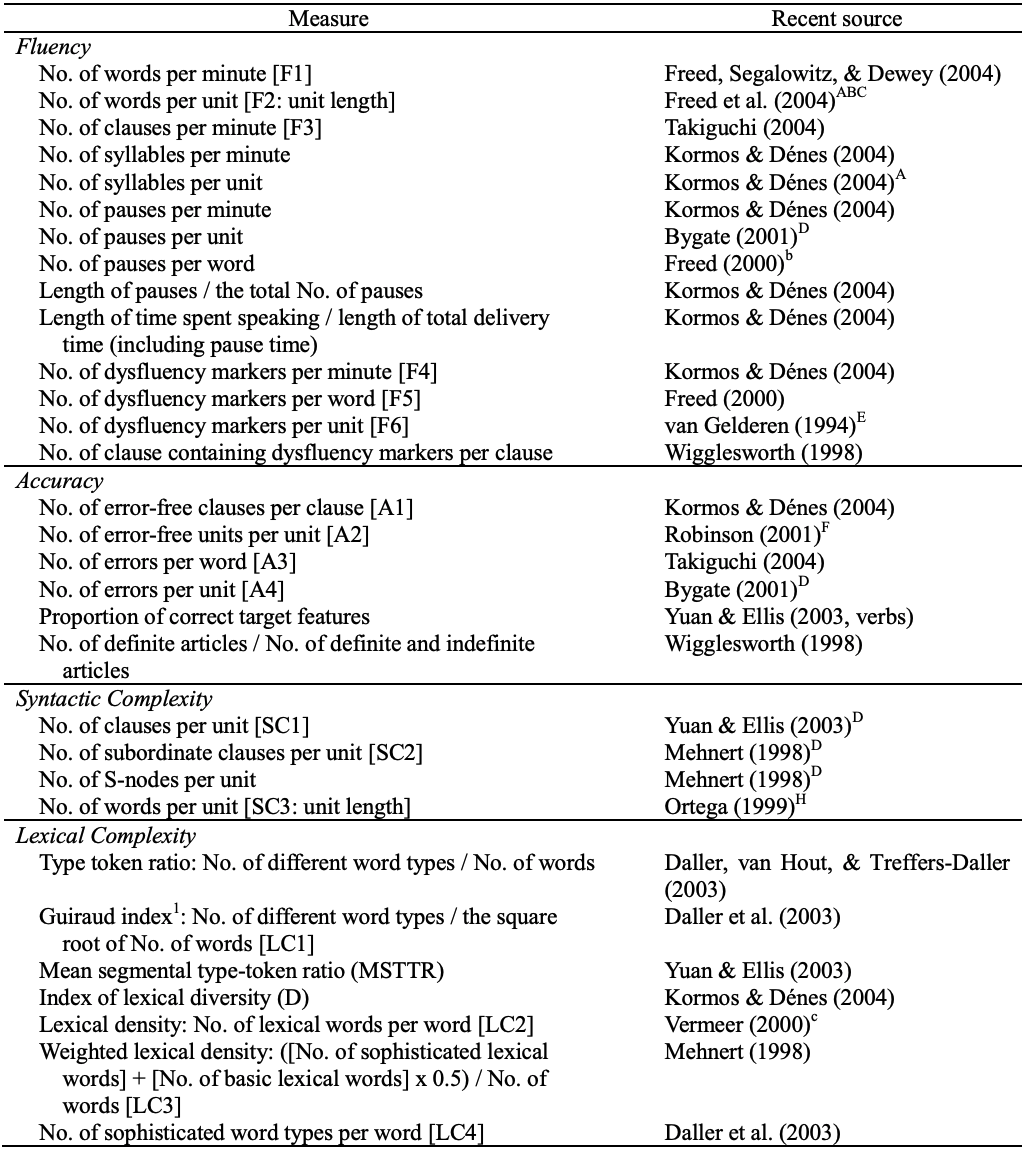 Measure Recent source
Fluency
No. of words per minute [F1] Freed, Segalowitz, & Dewey (2004)
No. of words per unit [F2: unit length] Freed et al. (2004)ABC
No. of clauses per minute [F3] Takiguchi (2004)
No. of syllables per minute Kormos & Dénes (2004)
No. of syllables per unit Kormos & Dénes (2004)A
No. of pauses per minute Kormos & Dénes (2004)
No. of pauses per unit Bygate (2001)D
No. of pauses per word Freed (2000)b
Length of pauses / the total No. of pauses Kormos & Dénes (2004)
Length of time spent speaking / length of total delivery Kormos & Dénes (2004)
time (including pause time)
No. of dysfluency markers per minute [F4] Kormos & Dénes (2004)
No. of dysfluency markers per word [F5] Freed (2000)
No. of dysfluency markers per unit [F6] van Gelderen (1994)E
No. of clause containing dysfluency markers per clause Wigglesworth (1998)
Accuracy
No. of error-free clauses per clause [A1] Kormos & Dénes (2004)
No. of error-free units per unit [A2] Robinson (2001)F
No. of errors per word [A3] Takiguchi (2004)
No. of errors per unit [A4] Bygate (2001)D
Proportion of correct target features Yuan & Ellis (2003, verbs)
No. of definite articles / No. of definite and indefinite Wigglesworth (1998)
articles
Syntactic Complexity
No. of clauses per unit [SC1] Yuan & Ellis (2003)D
No. of subordinate clauses per unit [SC2] Mehnert (1998)D
No. of S-nodes per unit Mehnert (1998)D
No. of words per unit [SC3: unit length] Ortega (1999)H
Lexical Complexity
Type token ratio: No. of different word types / No. of words Daller, van Hout, & Treffers-Daller
(2003)
Guiraud index1: No. of different word types / the square Daller et al. (2003)
root of No. of words [LC1]
Mean segmental type-token ratio (MSTTR) Yuan & Ellis (2003)
Index of lexical diversity (D) Kormos & Dénes (2004)
Lexical density: No. of lexical words per word [LC2] Vermeer (2000)c
Weighted lexical density: ([No. of sophisticated lexical Mehnert (1998)
words] + [No. of basic lexical words] x 0.5) / No. of
words [LC3]
No. of sophisticated word types per word [LC4] Daller et al. (2003)